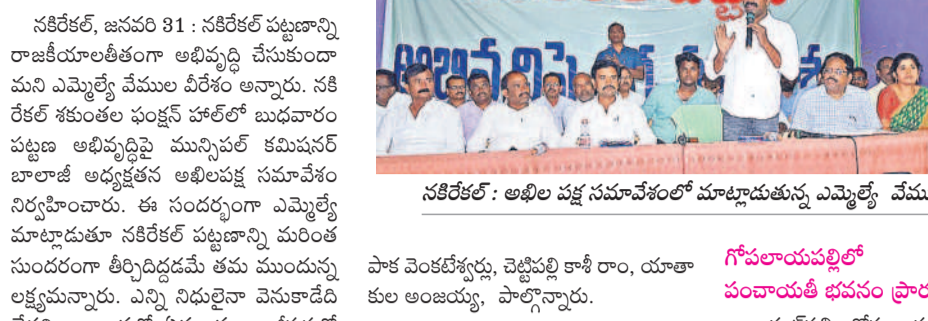 నకిరేకల్, జనవరి 31 : నకిరేకల్ పట్టణాన్ని
రాజకీయాలతీతంగా అభివృద్ధి చేసుకుందా
మని ఎమ్మెల్యే వేముల వీరేశం అన్నారు. నకి
రేకల్ శకుంతల ఫంక్షన్ హాల్‌లో బుధవారం
పట్టణ అభివృద్ధిపై మున్సిపల్ కమిషనర్
బాలాజీ అధ్యక్షతన అఖిలపక్ష సమావేశం
నిర్వహించారు. ఈ సందర్భంగా ఎమ్మెల్యే
మాట్లాడుతూ నకిరేకల్ పట్టణాన్ని మరింత
సుందరంగా తీర్చిదిద్దడమే తమ ముందున్న
లక్ష్యమన్నారు. ఎన్ని నిధులైనా వెనుకాడేది
నకిరేకల్ : అఖిల పక్ష సమావేశంలో మాట్లాడుతున్న ఎమ్మెల్యే
పాక వెంకటేశ్వర్లు, చెట్టిపల్లి కాశీ రాం, యాతా
కుల అంజయ్య, పాల్గొన్నారు.
గోపలాయపల్లిలో
పంచాయతీ భవనం